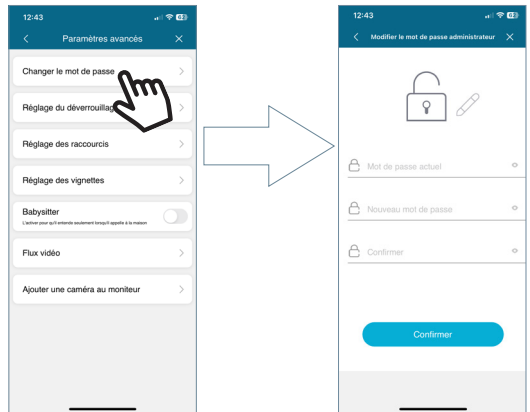 12:43
63
Paramètres avancés
Changer le mot de passe
Réglage du déverrouillag
Réglage des raccourcis
Réglage des vignettes
Babysitter
L'activer pour qu'il entende seulement lorsqu'il appelle à la maison
Flux vidéo
Ajouter une caméra au moniteur
12:43
63
Modifier le mot de passe administrateur
Mot de passe actuel
Nouveau mot de passe
Confirmer
Confirmer